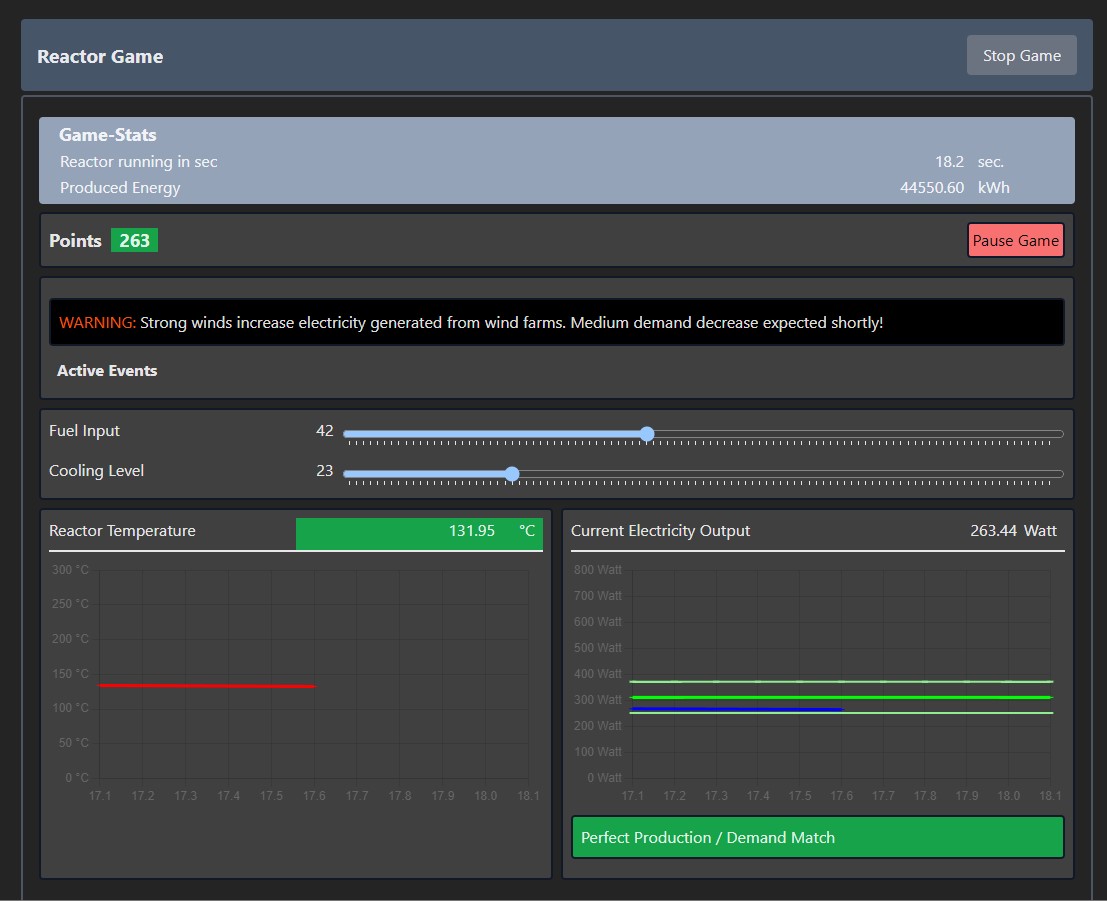 Reactor Game
Stop Game
Game-Stats
Reactor running in sec 18.2 sec.
Produced Energy 44550.60 kWh
Points 263
Pause Game
WARNING: Strong winds increase electricity generated from wind farms. Medium demand decrease expected shortly!
Active Events
Fuel Input 42
Cooling Level 23
Reactor Temperature 131.95 °C
300 °C
250 °C
200 °C
150 °C
100 °C
50 °C
0 °C
17.1 17.2 17.3 17.4 17.5 17.6 17.7 17.8 17.9 18.0 18.1
Current Electricity Output 263.44 Watt
800 Watt
700 Watt
600 Watt
500 Watt
400 Watt
300 Watt
200 Watt
100 Watt
0 Watt
17.1 17.2 17.3 17.4 17.5 17.6 17.7 17.8 17.9 18.0 18.1
Perfect Production / Demand Match